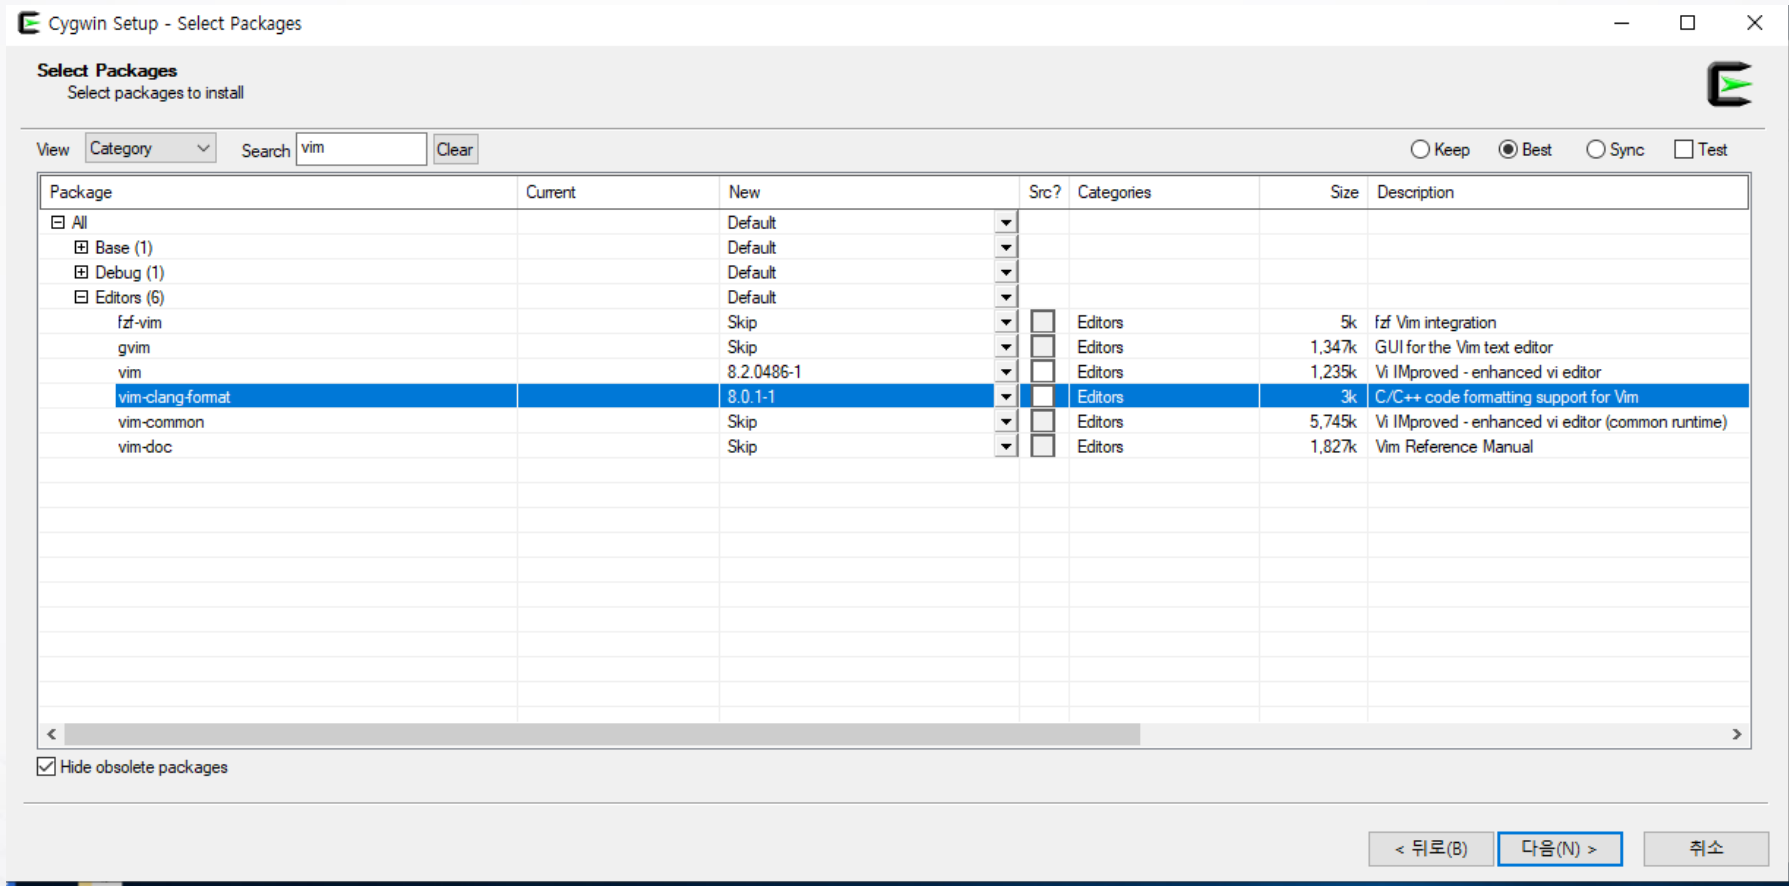 Cygwin Setup - Select Packages
Select Packages
Select packages to install
View Category Search vim Clear Keep Best Sync Test
Package Current New Src? Categories Size Description
All Default
Base (1) Default
Debug (1) Default
Editors (6) Default
fzf-vim Skip Editors 5k fzf Vim integration
gvim Skip Editors 1,347k GUI for the Vim text editor
vim 8.2.0486-1 Editors 1,235k Vi IMproved - enhanced vi editor
vim-clang-format 8.0.1-1 Editors 3k C/C++ code formatting support for Vim
vim-common Skip Editors 5,745k Vi IMproved - enhanced vi editor (common runtime)
vim-doc Skip Editors 1,827k Vim Reference Manual
Hide obsolete packages
< 뒤로(B) 다음(N) > 취소